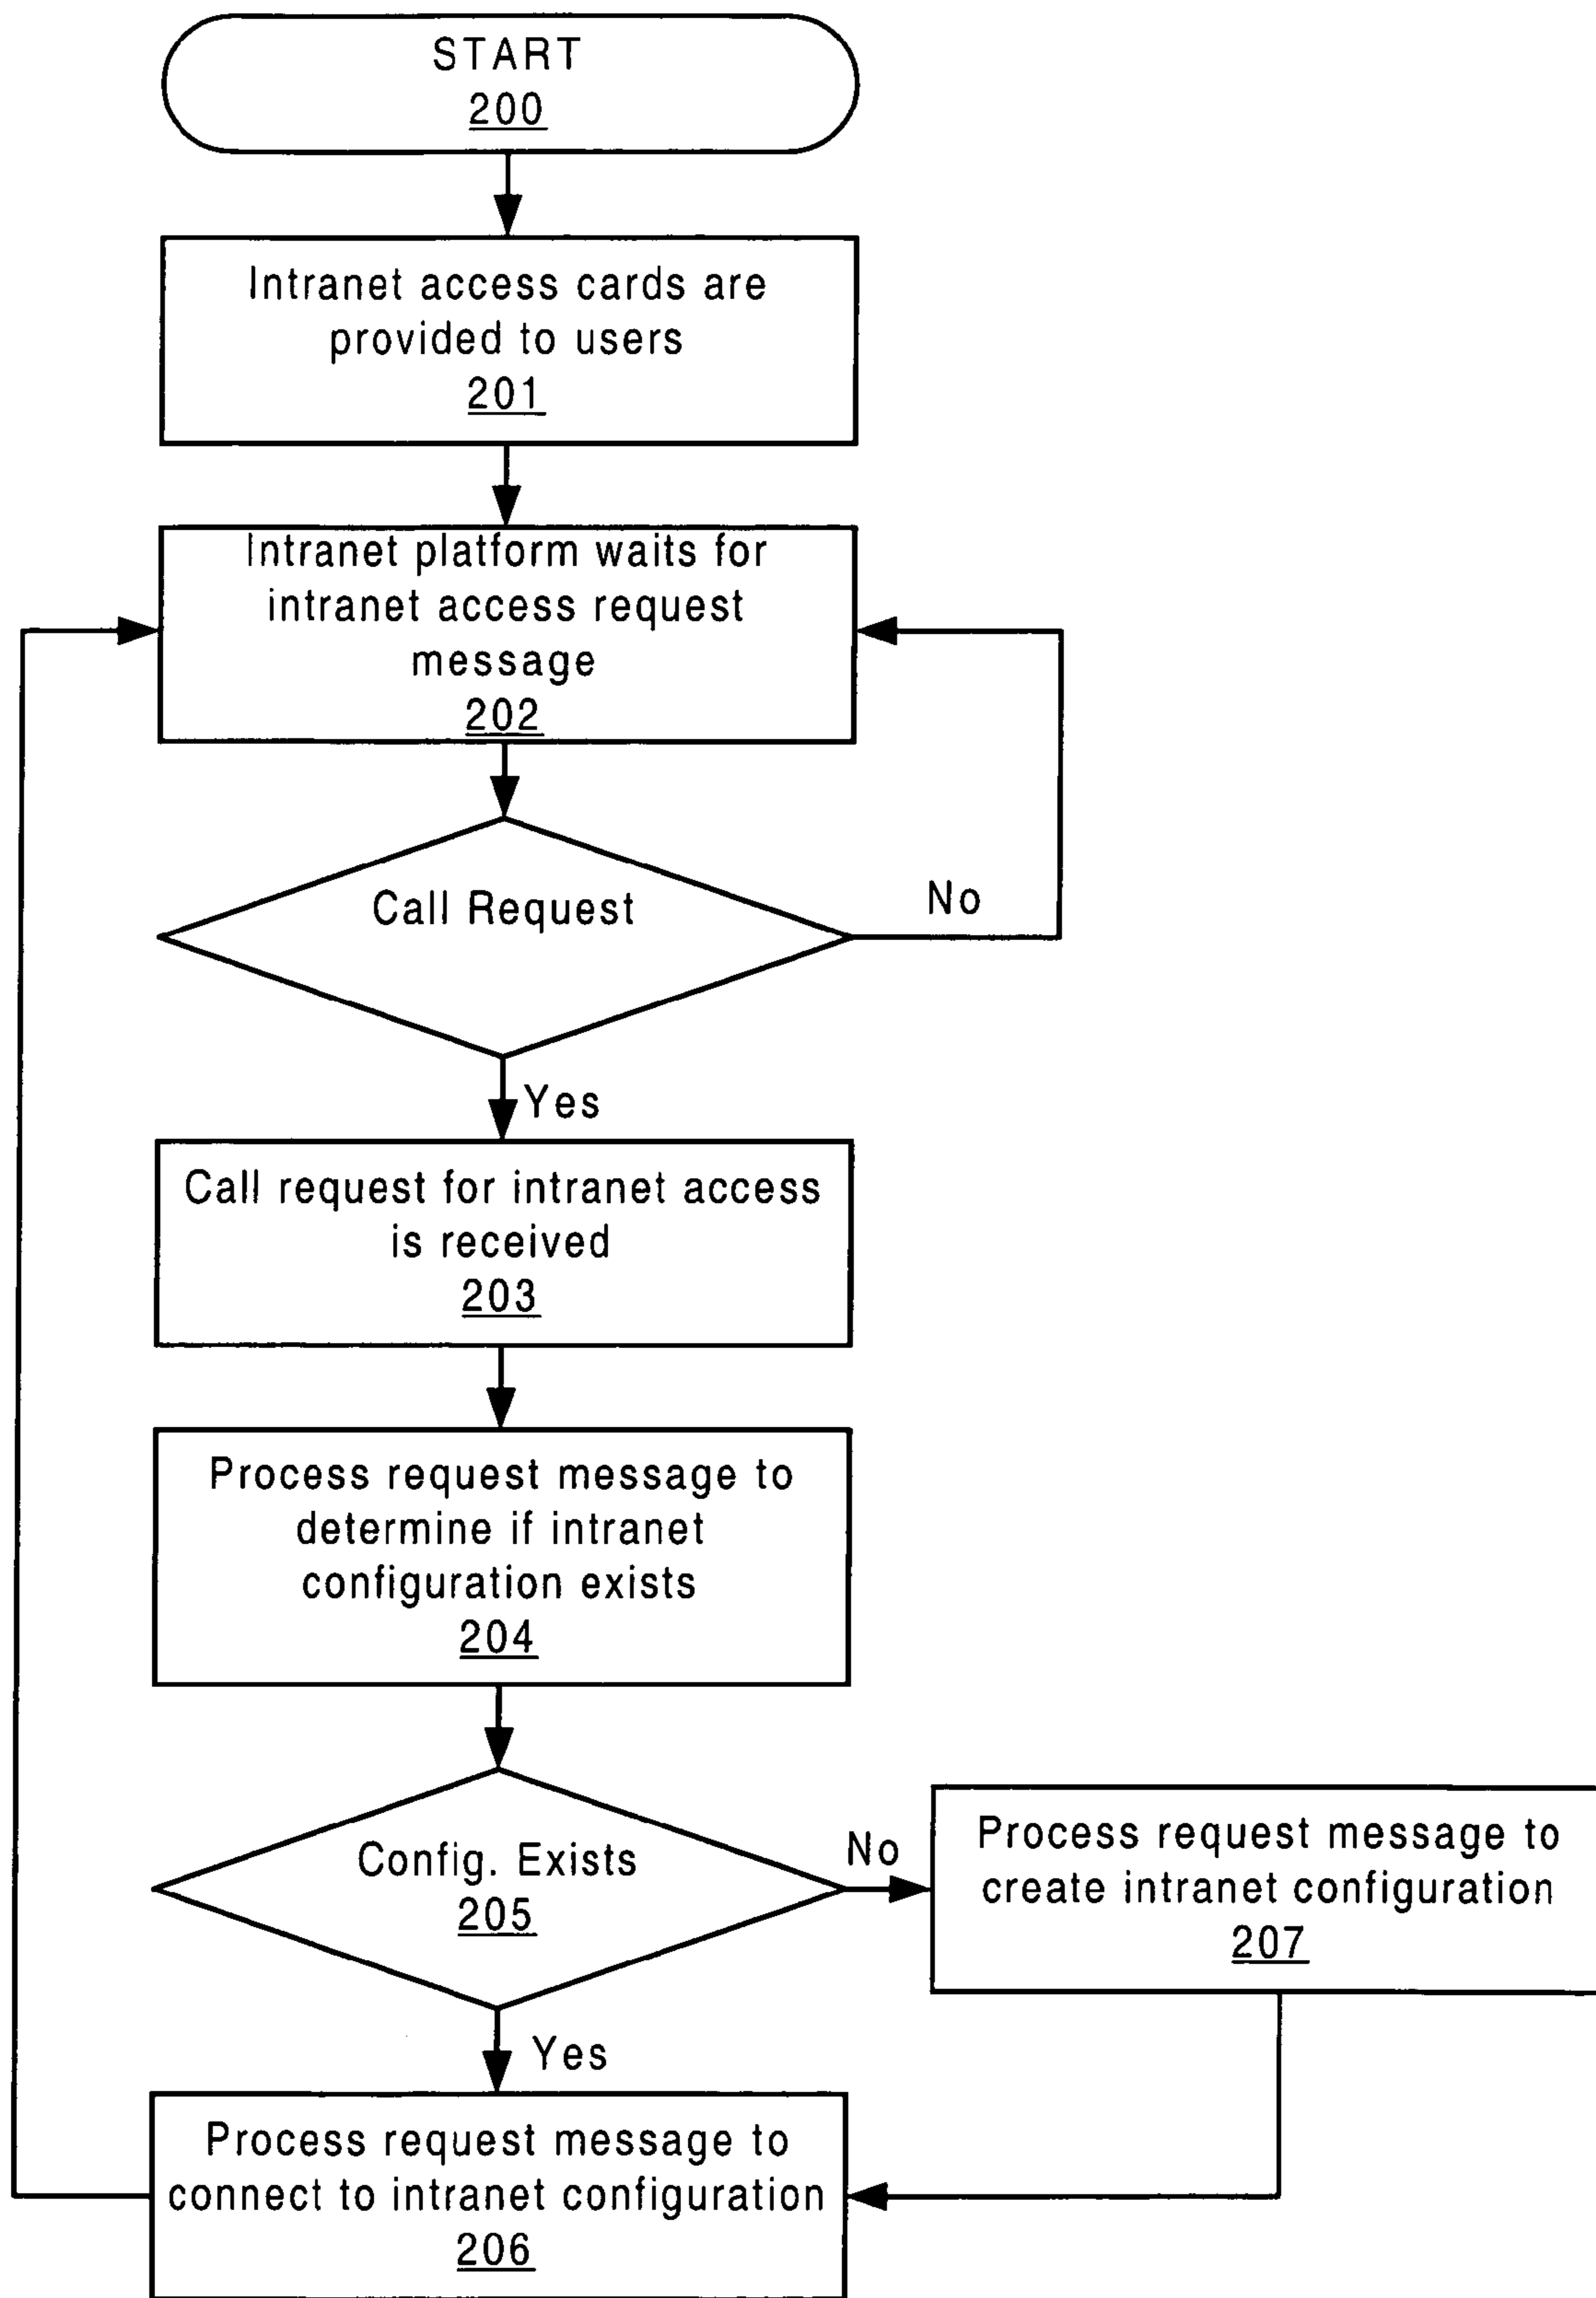 START
200
Intranet access cards are
provided to users
201
Intranet platform waits for
intranet access request
message
202
Call Request
No
Yes
Call request for intranet access
is received
203
Process request message to
determine if intranet
configuration exists
204
Config. Exists
205
No
Process request message to
create intranet configuration
207
Yes
Process request message to
connect to intranet configuration
206